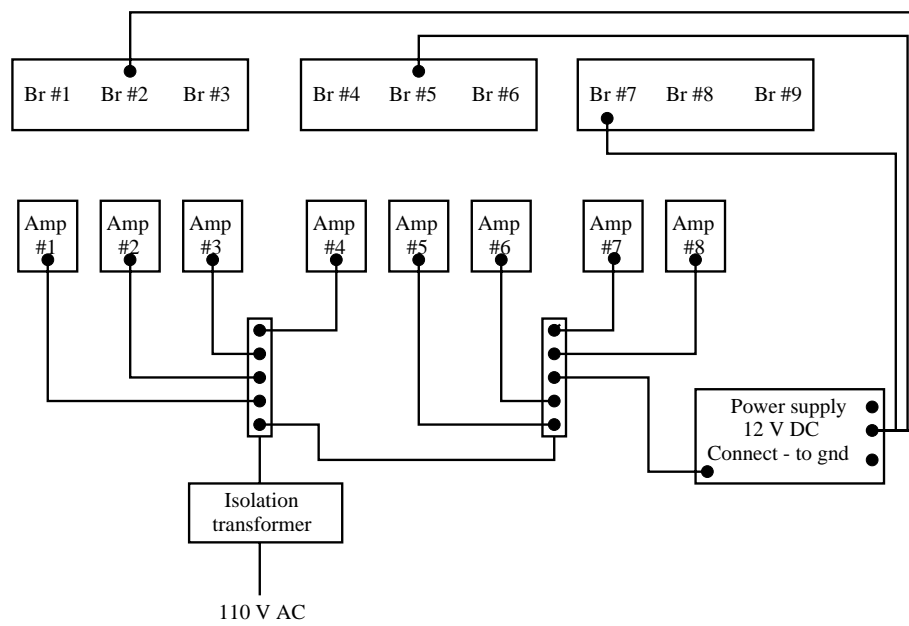 Br #1 Br #2 Br #3 Br #4 Br #5 Br #6 Br #7 Br #8 Br #9
Amp
#1
Amp
#2
Amp
#3
Amp
#4
Amp
#5
Amp
#6
Amp
#7
Amp
#8
Power supply
12 V DC
Connect - to gnd
Isolation
transformer
110 V AC